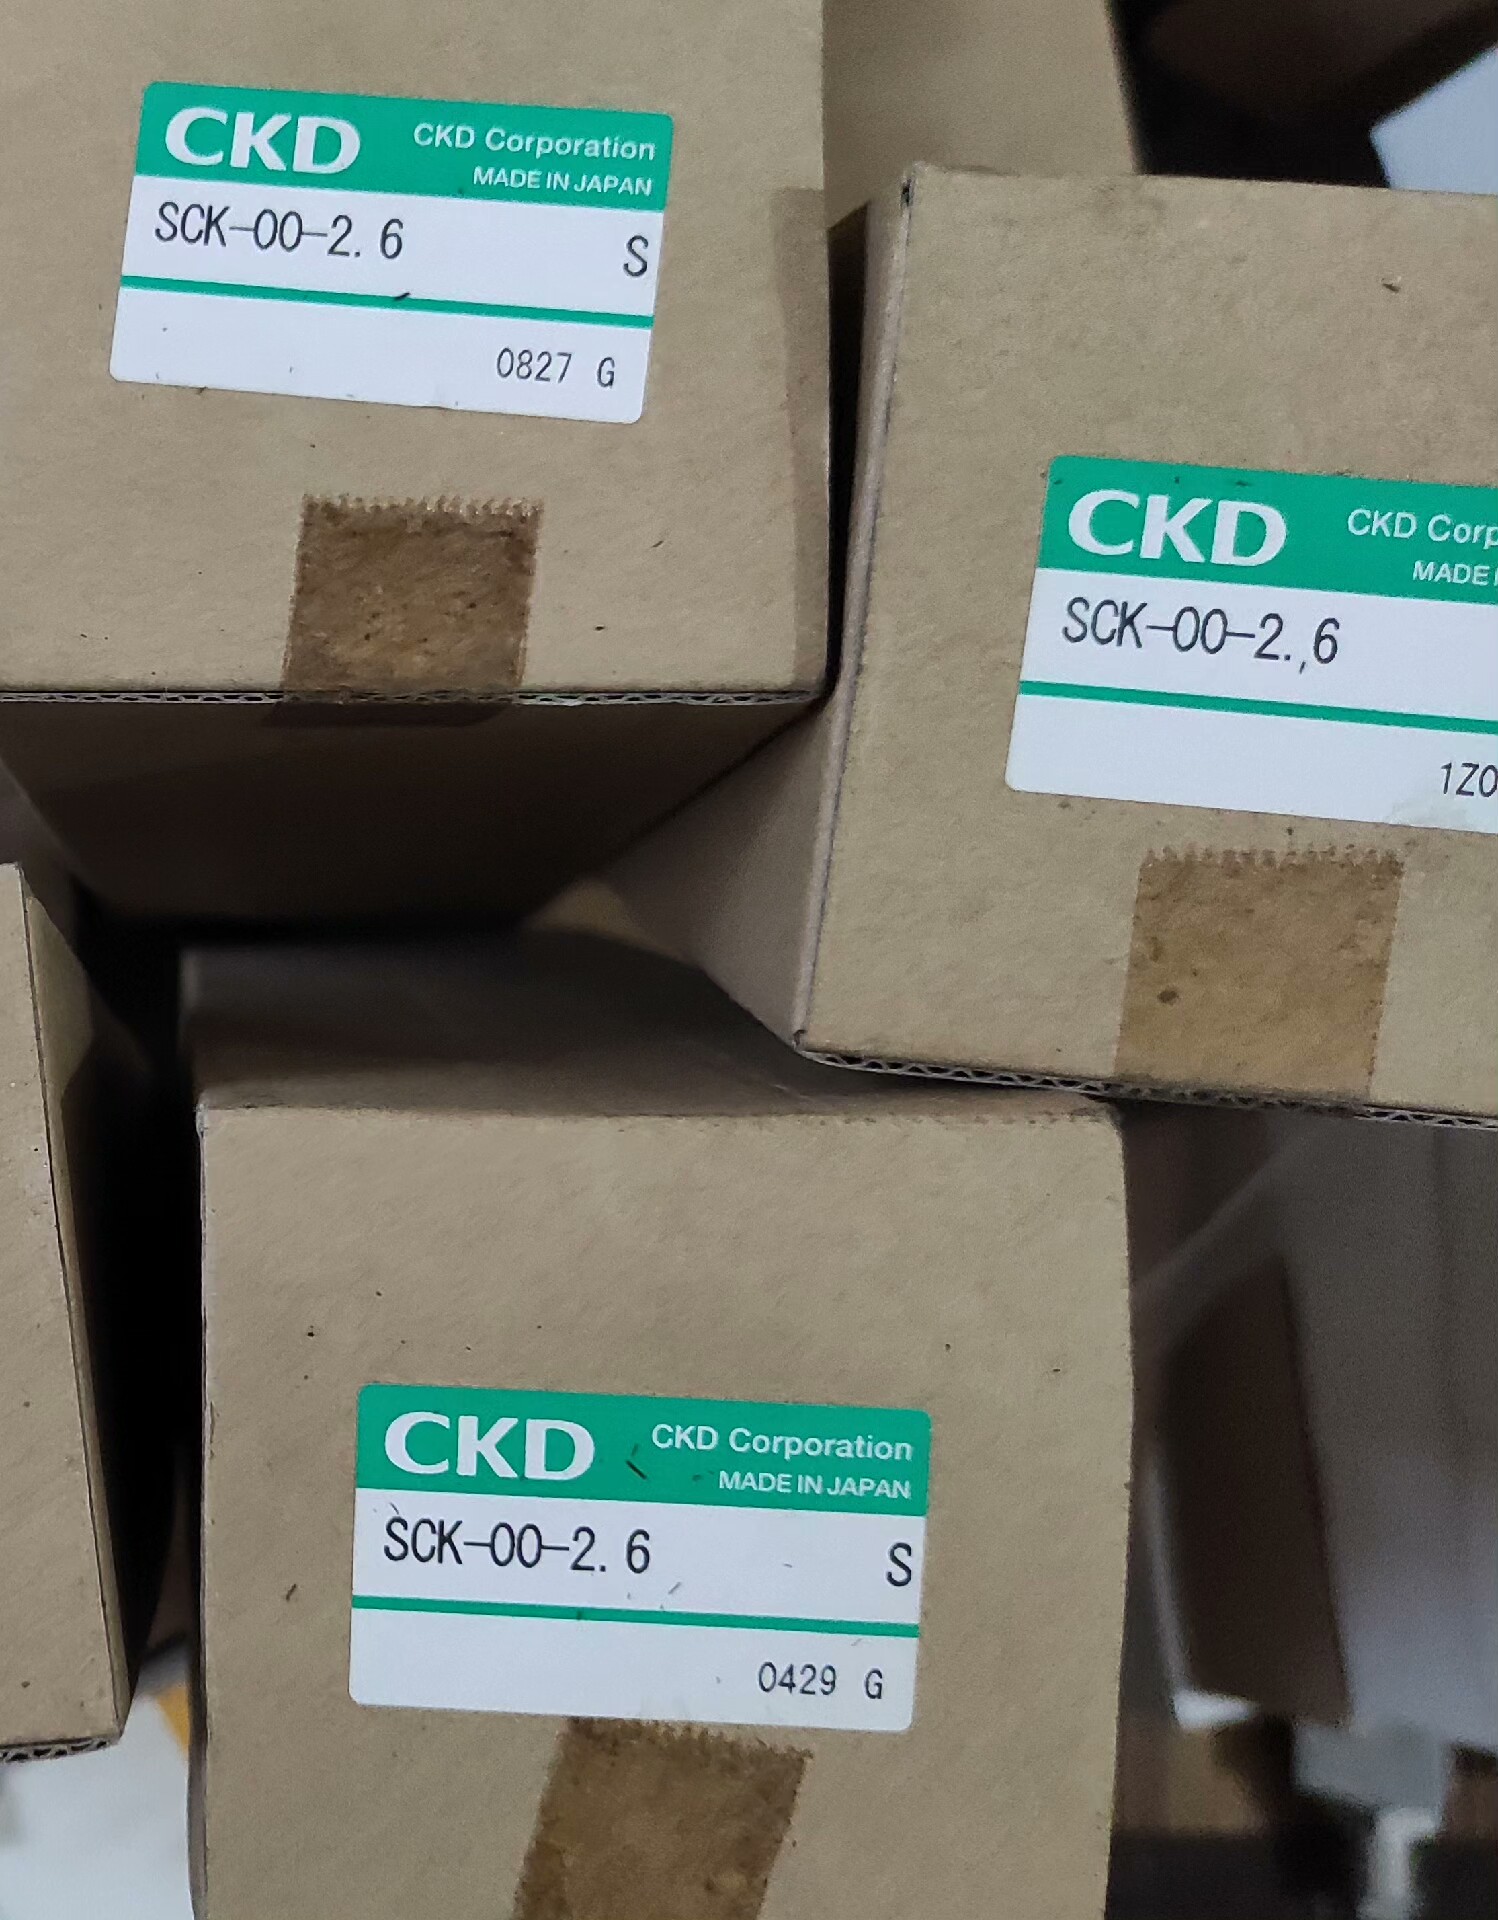 CKD CKD Corporation
MADE IN JAPAN
SCK-00-2.6 S
0827 G
CKD CKD Corp
MADE
SCK-00-2.6
1Z0
CKD CKD Corporation
MADE IN JAPAN
SCK-00-2.6 S
0429 G